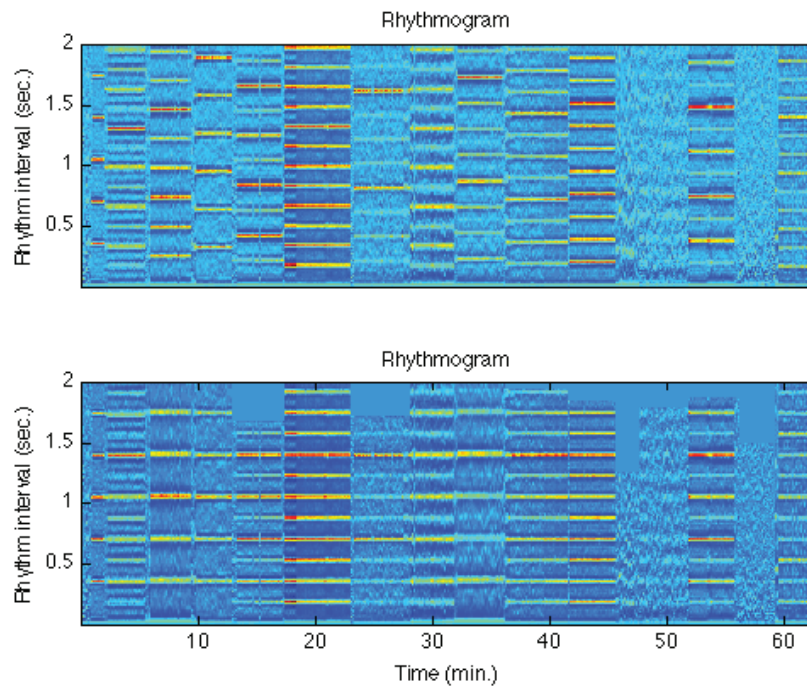 Rhythmogram
2
1.5
1
0.5
Rhythm interval (sec.)
Rhythmogram
2
1.5
1
0.5
Rhythm interval (sec.)
10 20 30 40 50 60
Time (min.)